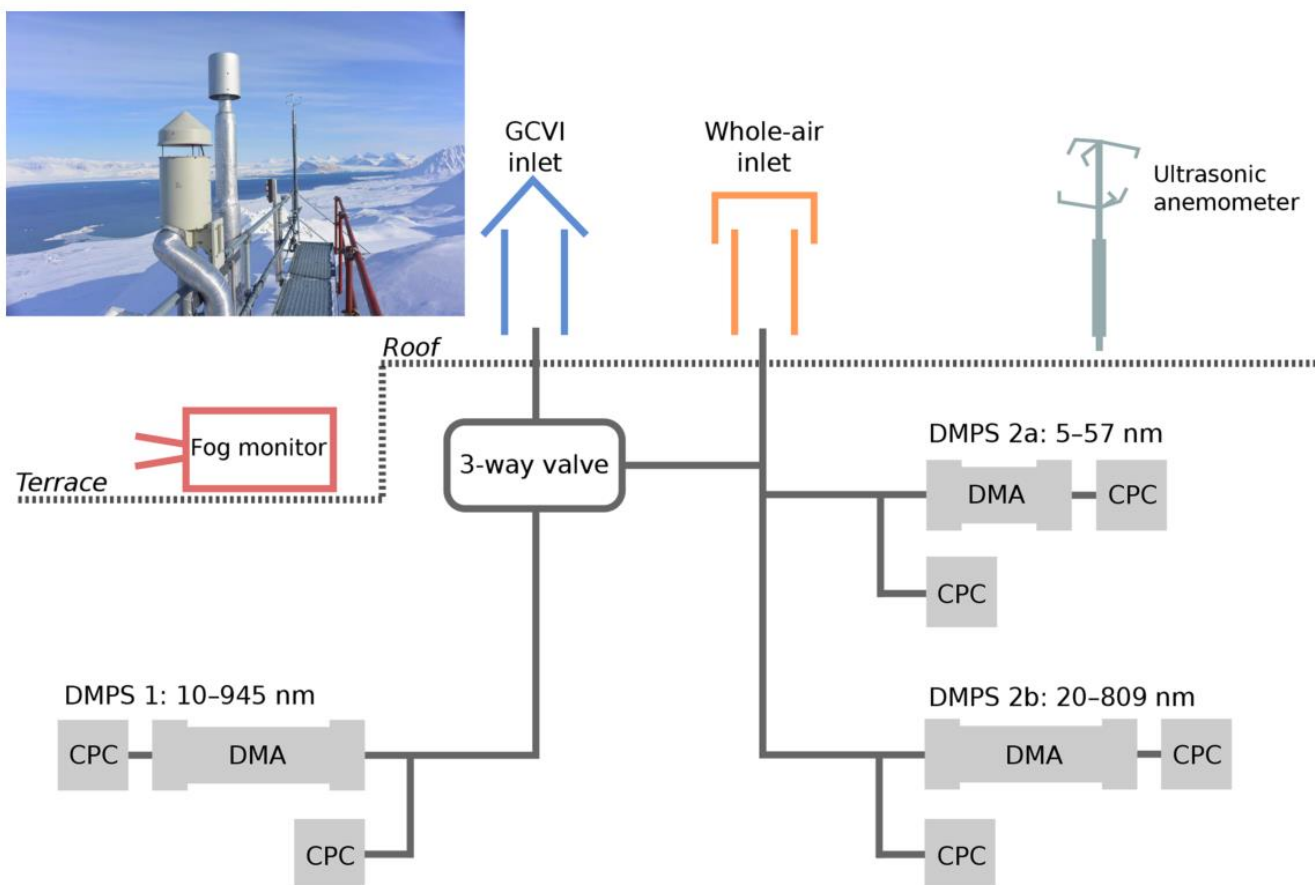 GCVI
inlet
Whole-air
inlet
Ultrasonic
anemometer
Roof
Fog monitor
Terrace
3-way valve
DMPS 2a: 5–57 nm
DMA
CPC
CPC
DMPS 1: 10–945 nm
CPC
DMA
CPC
DMPS 2b: 20–809 nm
DMA
CPC
CPC